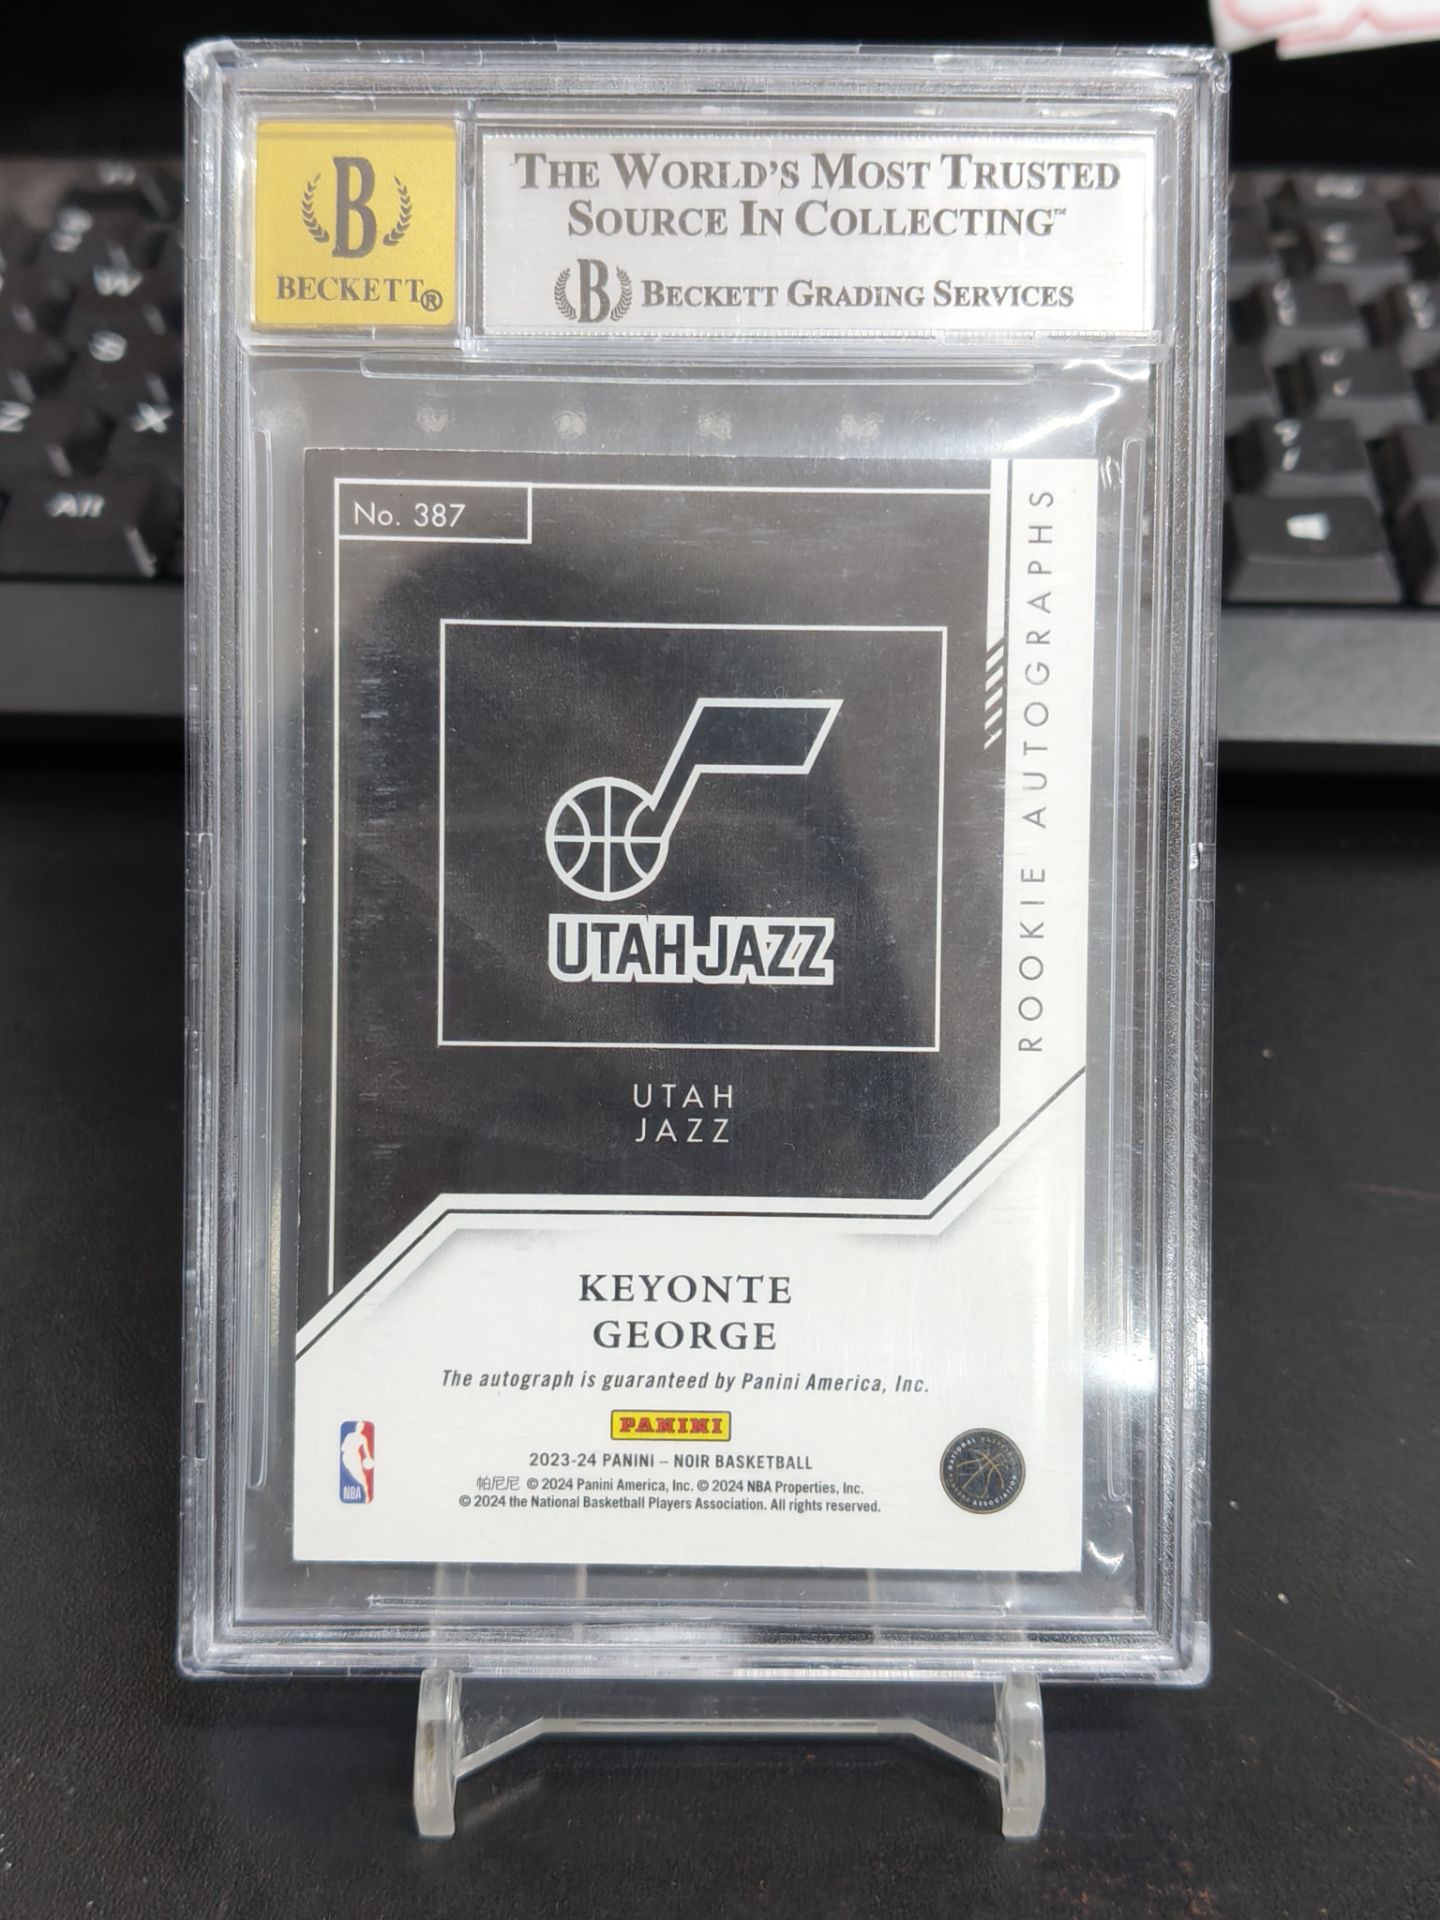 B
BECKETT®
THE WORLD'S MOST TRUSTED
SOURCE IN COLLECTING™
B BECKETT GRADING SERVICES
No. 387
ROOKIE AUTOGRAPHS
UTAH JAZZ
UTAH
JAZZ
KEYONTE
GEORGE
The autograph is guaranteed by Panini America, Inc.
PANINI
2023-24 PANINI – NOIR BASKETBALL
帕尼尼 © 2024 Panini America, Inc. © 2024 NBA Properties, Inc.
© 2024 the National Basketball Players Association. All rights reserved.
NBA
W
S
Z
X
Alt